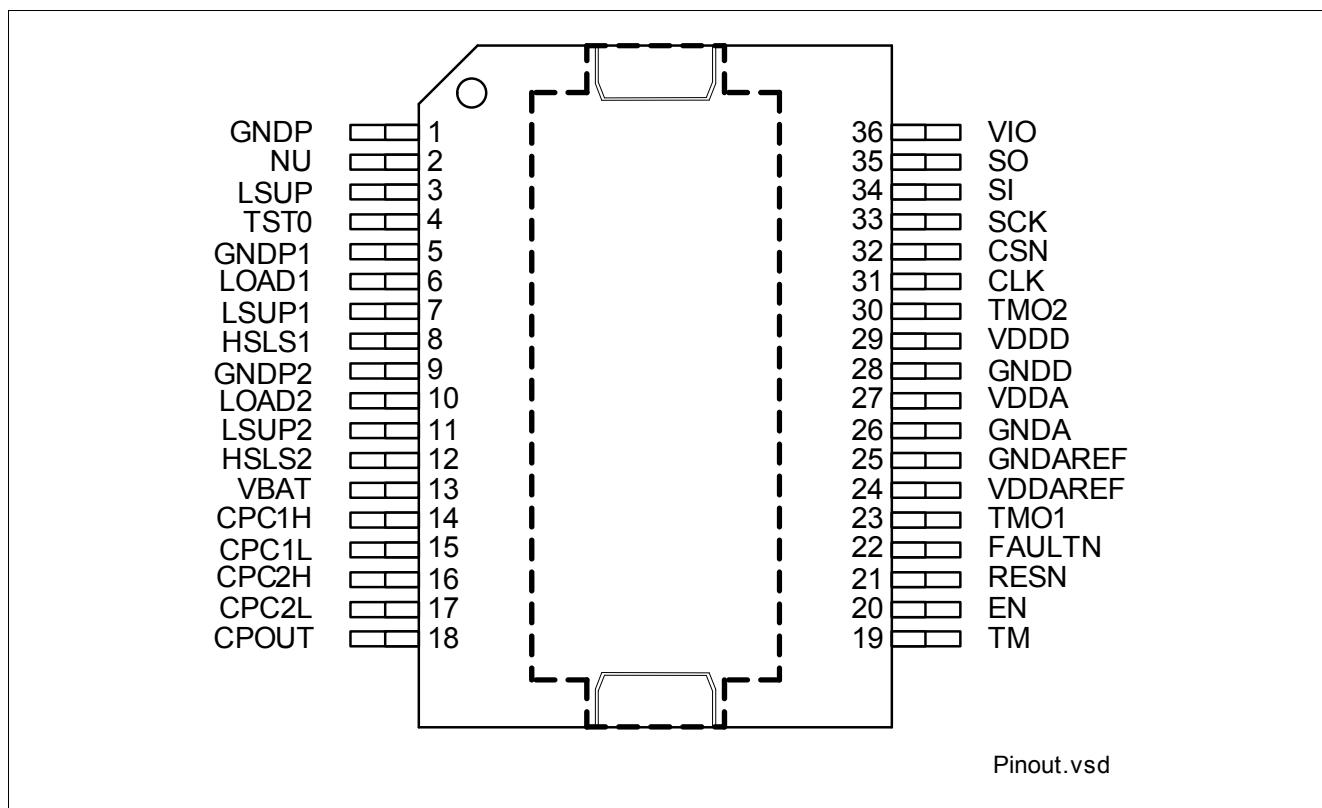 GNDP 1 36 VIO
NU 2 35 SO
LSUP 3 34 SI
TST0 4 33 SCK
GNDP1 5 32 CSN
LOAD1 6 31 CLK
LSUP1 7 30 TMO2
HSLS1 8 29 VDDD
GNDP2 9 28 GNDD
LOAD2 10 27 VDDA
LSUP2 11 26 GNDA
HSLS2 12 25 GNDAREF
VBAT 13 24 VDDAREF
CPC1H 14 23 TMO1
CPC1L 15 22 FAULTN
CPC2H 16 21 RESN
CPC2L 17 20 EN
CPOUT 18 19 TM
Pinout.vsd